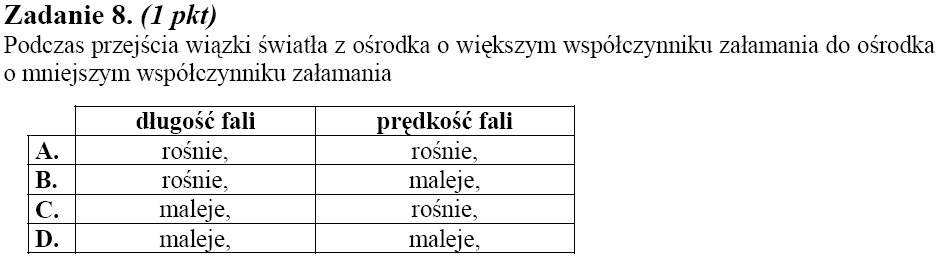 Zadanie 8. (1 pkt)
Podczas przejścia wiązki światła z ośrodka o większym współczynniku załamania do ośrodka
o mniejszym współczynniku załamania
długość fali prędkość fali
A. rośnie, rośnie,
B. rośnie, maleje,
C. maleje, rośnie,
D. maleje, maleje,